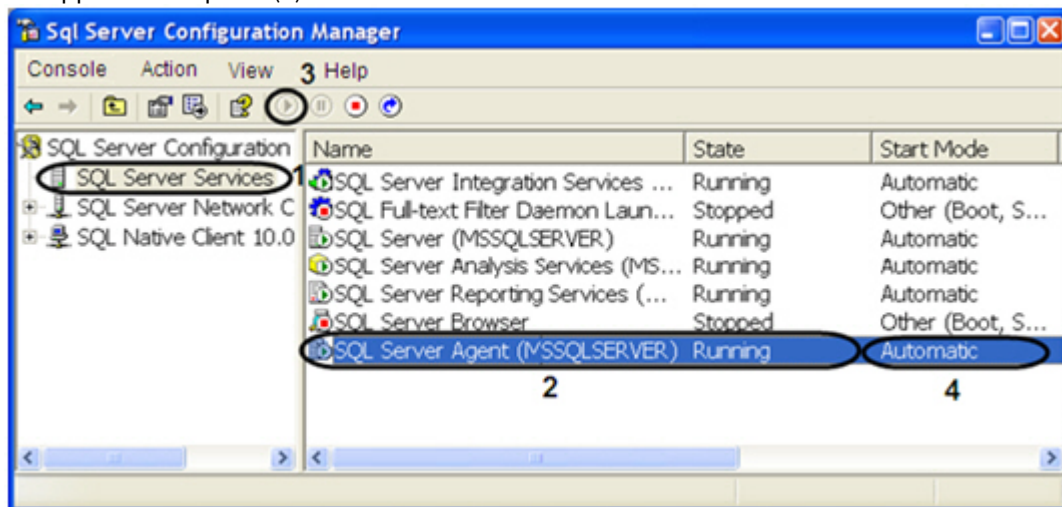 Sql Server Configuration Manager
Console Action View 3 Help
SQL Server Configuration
SQL Server Services 1
SQL Server Network C
SQL Native Client 10.0
Name State Start Mode
SQL Server Integration Services ... Running Automatic
SQL Full-text Filter Daemon Laun... Stopped Other (Boot, S...
SQL Server (MSSQLSERVER) Running Automatic
SQL Server Analysis Services (MS... Running Automatic
SQL Server Reporting Services (... Running Automatic
SQL Server Browser Stopped Other (Boot, S...
SQL Server Agent (MSSQLSERVER) Running Automatic
2 4